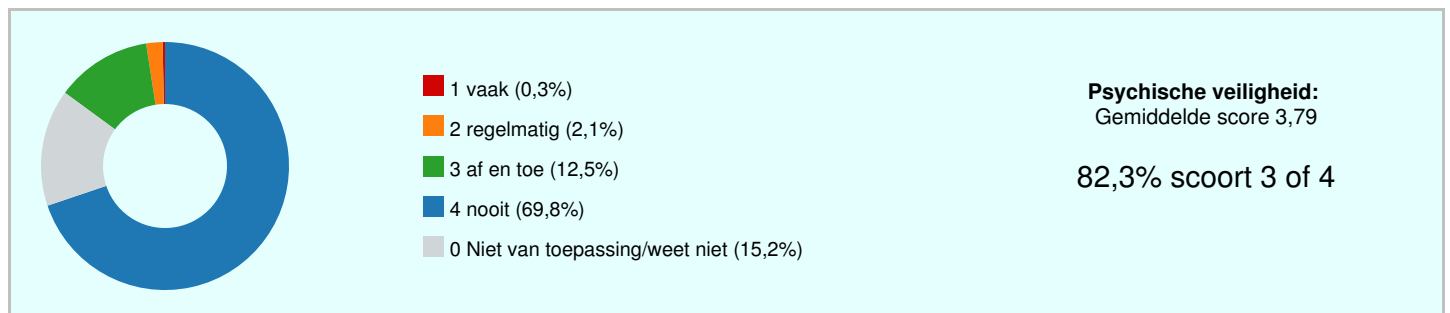 1 vaak (0,3%)
2 regelmatig (2,1%)
3 af en toe (12,5%)
4 nooit (69,8%)
0 Niet van toepassing/weet niet (15,2%)
Psychische veiligheid:
Gemiddelde score 3,79
82,3% scoort 3 of 4